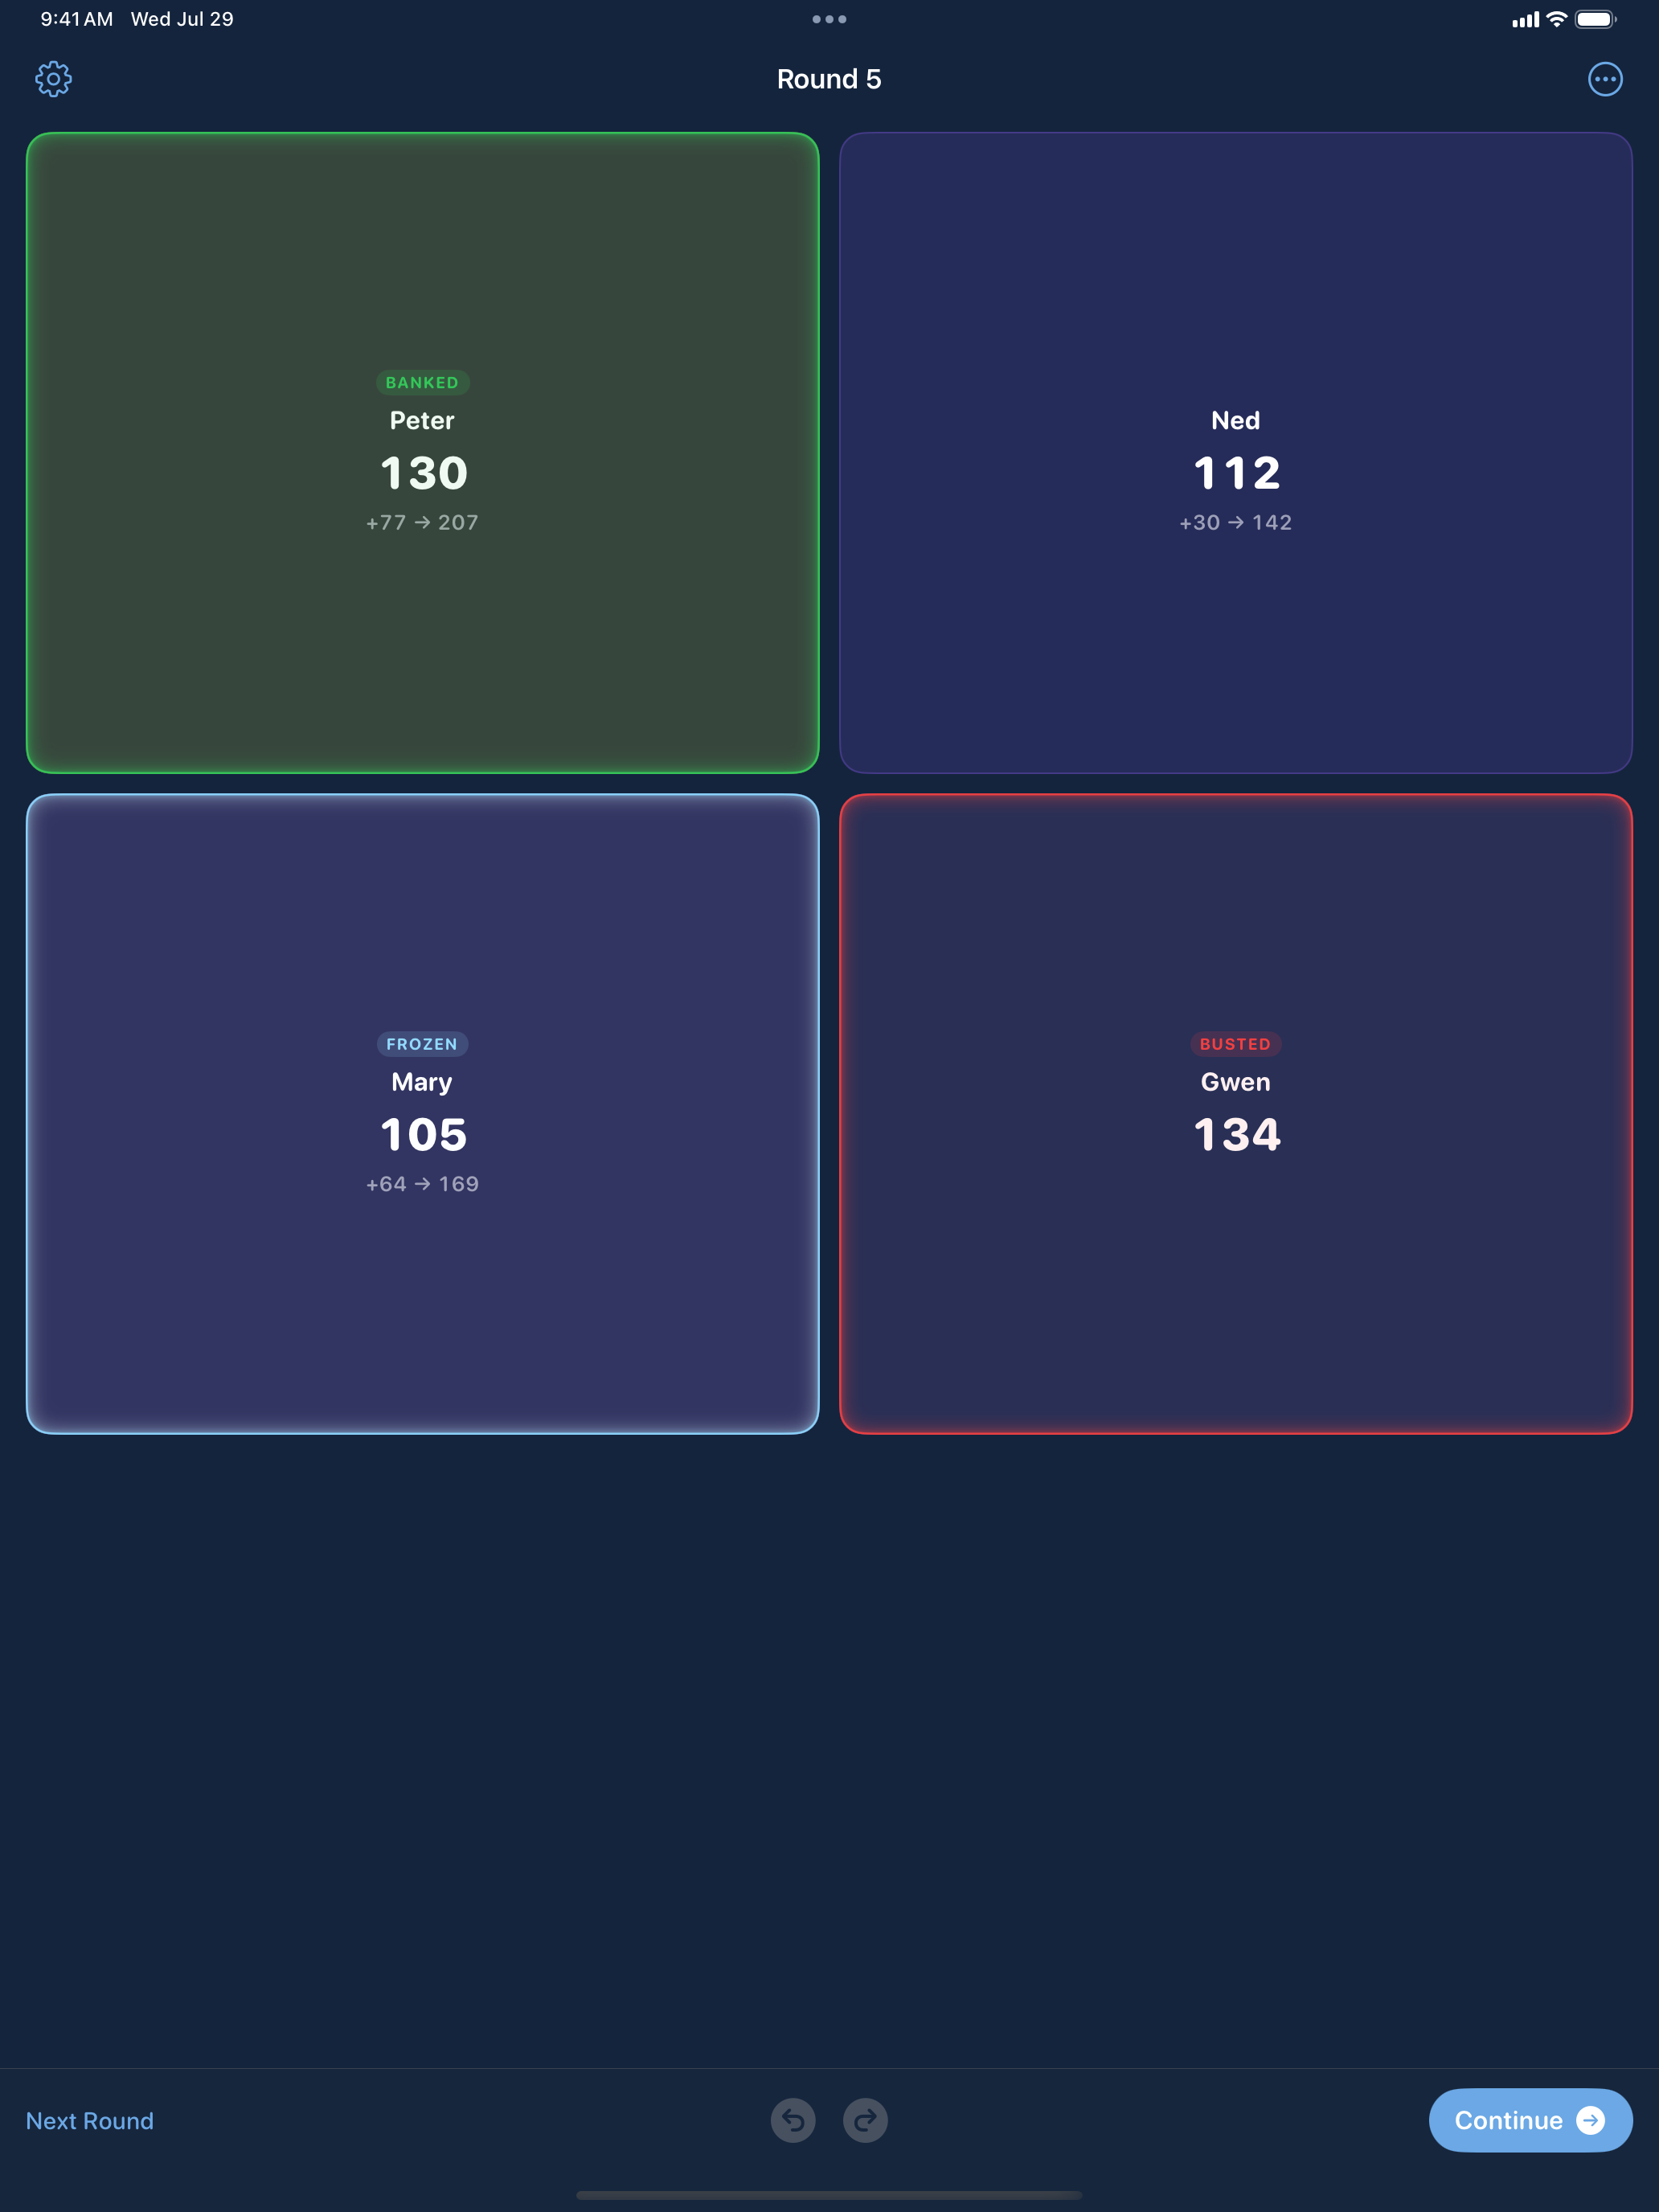 9:41 AM Wed Jul 29
Round 5
BANKED
Peter
130
+77 → 207
Ned
112
+30 → 142
FROZEN
Mary
105
+64 → 169
BUSTED
Gwen
134
Next Round
Continue